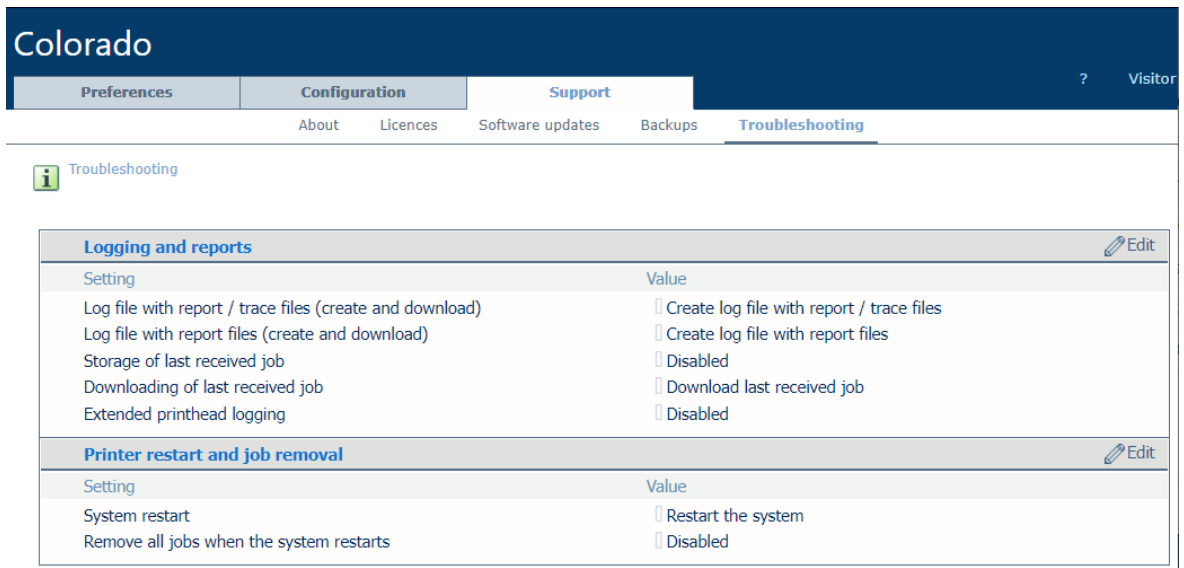 Colorado
? Visitor
Preferences Configuration Support
About Licences Software updates Backups Troubleshooting
i Troubleshooting
Logging and reports Edit
Setting Value
Log file with report / trace files (create and download) Create log file with report / trace files
Log file with report files (create and download) Create log file with report files
Storage of last received job Disabled
Downloading of last received job Download last received job
Extended printhead logging Disabled
Printer restart and job removal Edit
Setting Value
System restart Restart the system
Remove all jobs when the system restarts Disabled